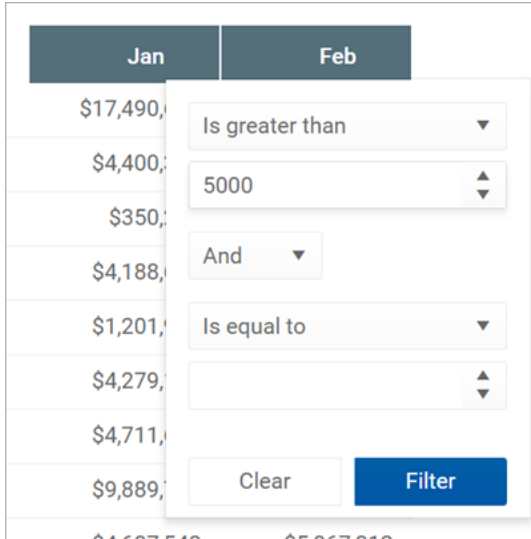 Jan Feb
$17,490,
Is greater than
$4,400,
5000
$350,
And
$4,188,
$1,201,
Is equal to
$4,279,
$4,711,
$9,889,
Clear Filter